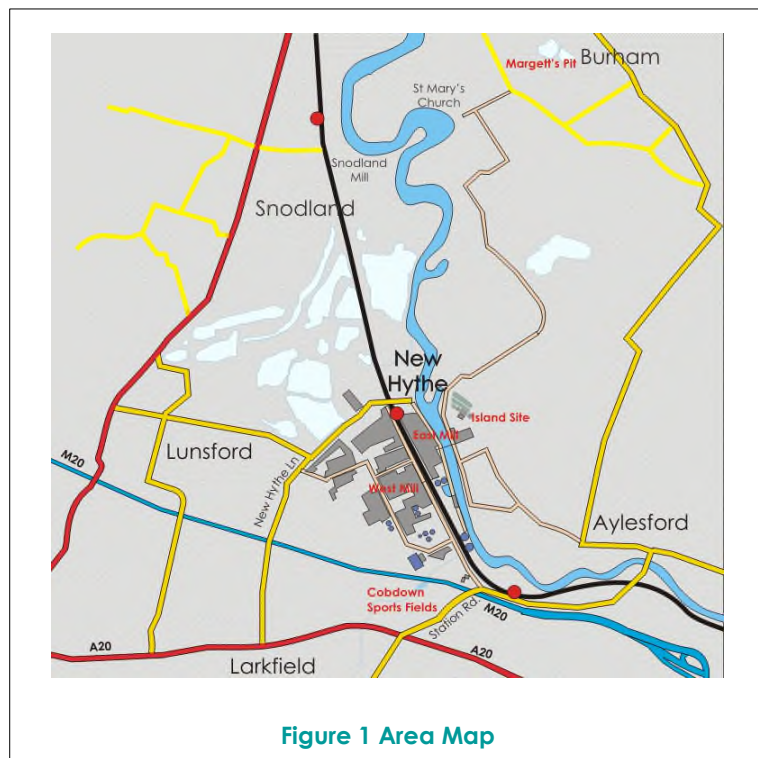 Margett's Pit
Burham
St Mary's
Church
Snodland
Mill
Snodland
New
Hythe
Island Site
East Mill
Lunsford
M20
New Hythe Ln
West Mill
Aylesford
Cobdown
Sports Fields
Station Rd.
M20
A20
A20
Larkfield
Figure 1 Area Map